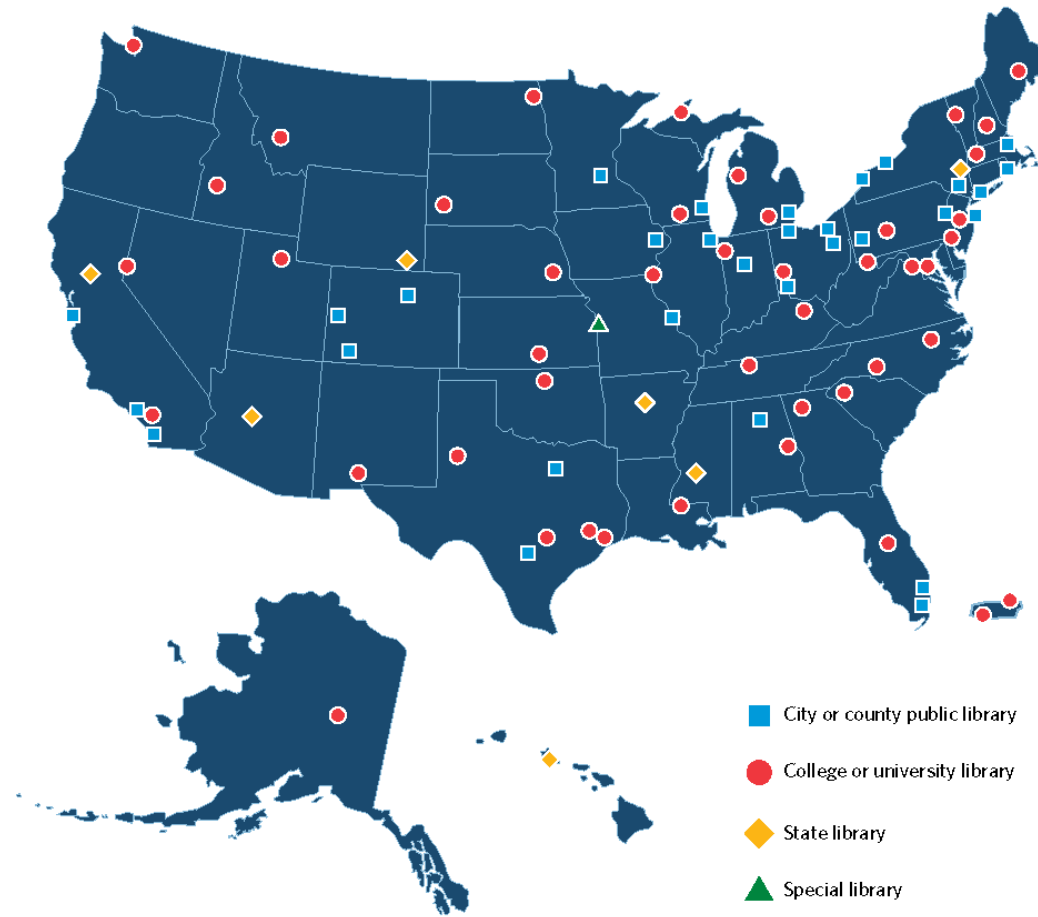 City or county public library
College or university library
State library
Special library